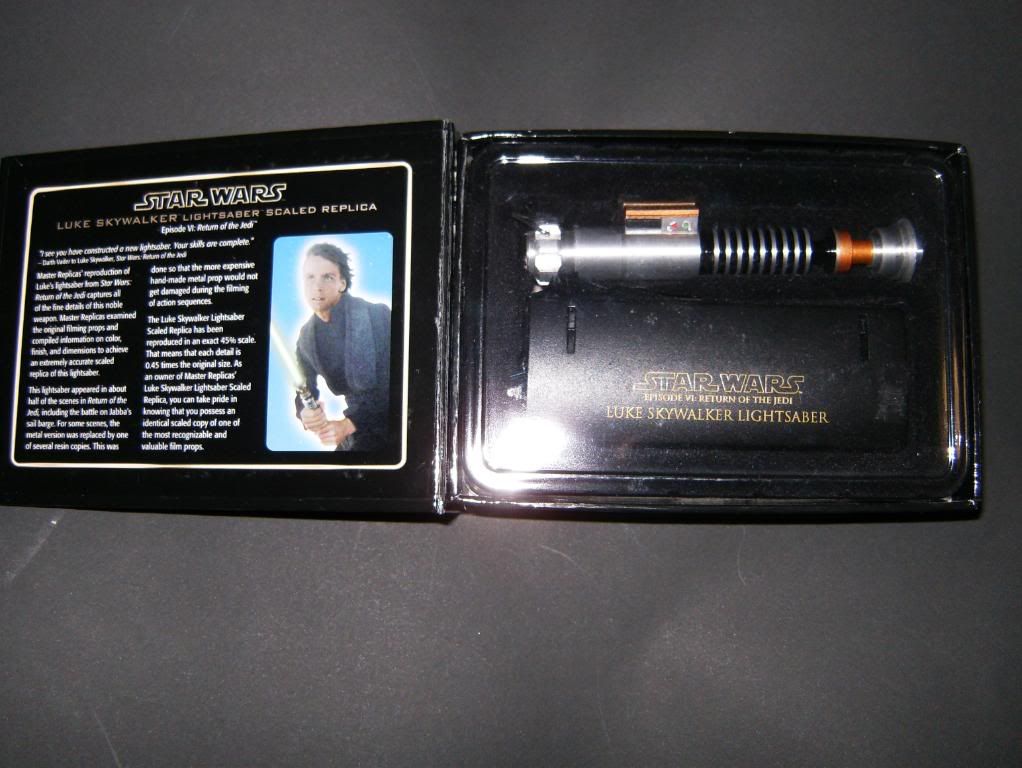 STAR WARS
LUKE SKYWALKER™ LIGHTSABER™ SCALED REPLICA
Episode VI: Return of the Jedi™
"I see you have constructed a new lightsaber. Your skills are complete."
– Darth Vader to Luke Skywalker, Star Wars: Return of the Jedi
Master Replicas' reproduction of
Luke's lightsaber from Star Wars:
Return of the Jedi captures all
of the fine details of this noble
weapon. Master Replicas examined
the original filming props and
compiled information on color,
finish, and dimensions to achieve
an extremely accurate scaled
replica of this lightsaber.
This lightsaber appeared in about
half of the scenes in Return of the
Jedi, including the battle on Jabba's
sail barge. For some scenes, the
metal version was replaced by one
of several resin copies. This was
done so that the more expensive
hand-made metal prop would not
get damaged during the filming
of action sequences.
The Luke Skywalker Lightsaber
Scaled Replica has been
reproduced in an exact 45% scale.
That means that each detail is
0.45 times the original size. As
an owner of Master Replicas'
Luke Skywalker Lightsaber Scaled
Replica, you can take pride in
knowing that you possess an
identical scaled copy of one of
the most recognizable and
valuable film props.
STAR WARS
EPISODE VI: RETURN OF THE JEDI
LUKE SKYWALKER LIGHTSABER